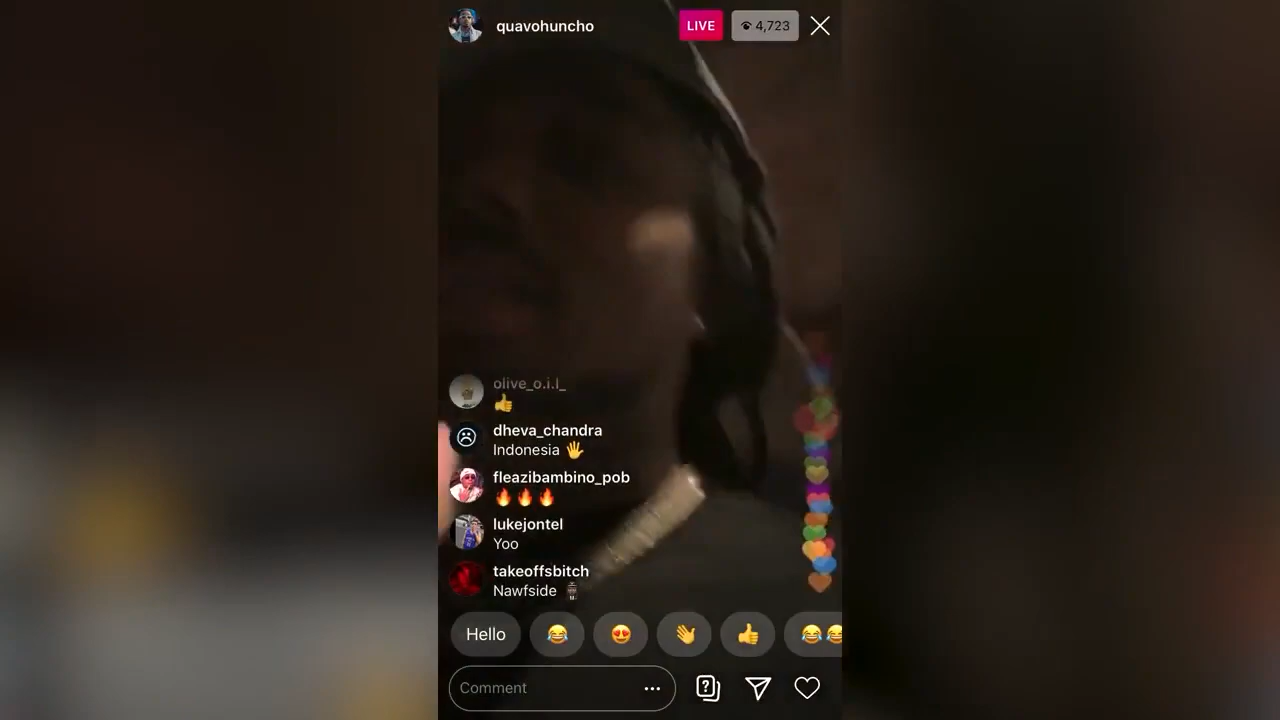 quavohuncho
LIVE
4,723
olive_o.i.l_
👍
dheva_chandra
Indonesia 🖐
fleazibambino_pob
🔥🔥🔥
lukejontel
Yoo
takeoffsbitch
Nawfside
Hello
😂
😍
👋
👍
😂😂
Comment